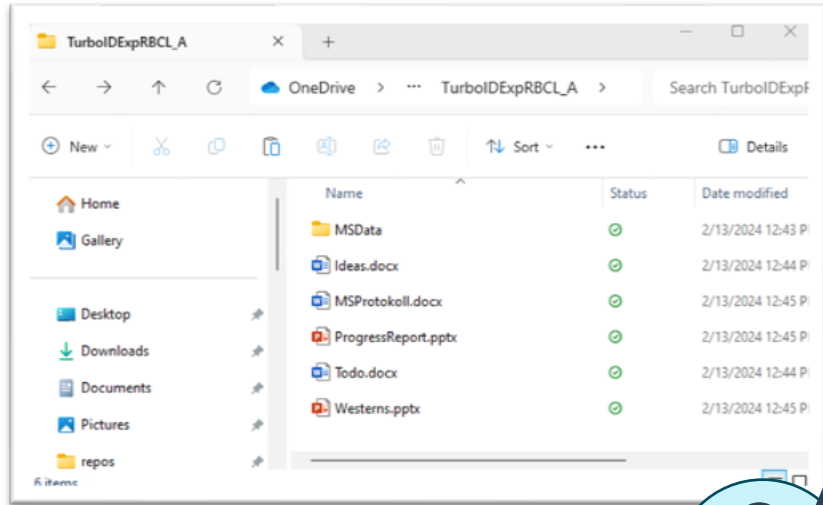 TurboIDExpRBCL_A
OneDrive > ... TurboIDExpRBCL_A > Search TurboIDExpR
New Sort ... Details
Name Status Date modified
Home
Gallery
Desktop
Downloads
Documents
Pictures
repos
MSData 2/13/2024 12:43 P
Ideas.docx 2/13/2024 12:44 P
MSProtokoll.docx 2/13/2024 12:45 P
ProgressReport.pptx 2/13/2024 12:45 P
Todo.docx 2/13/2024 12:44 P
Westerns.pptx 2/13/2024 12:45 P
6 items